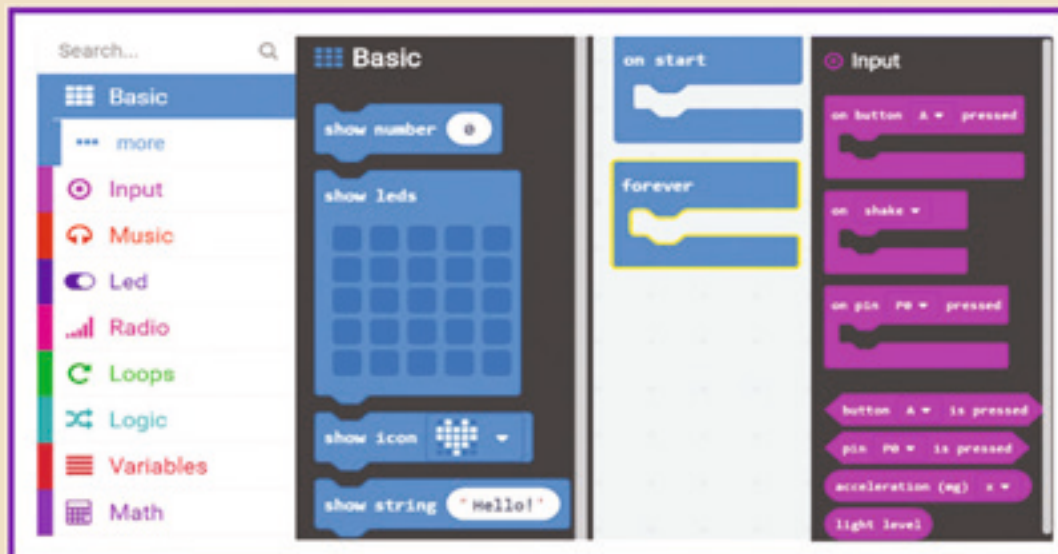 Search...
Basic
more
Input
Music
Led
Radio
Loops
Logic
Variables
Math
Basic
show number 0
show leds
show icon
show string "Hello!"
on start
forever
Input
on button A pressed
on shake
on pin P0 pressed
button A is pressed
pin P0 is pressed
acceleration (mg) x
light level